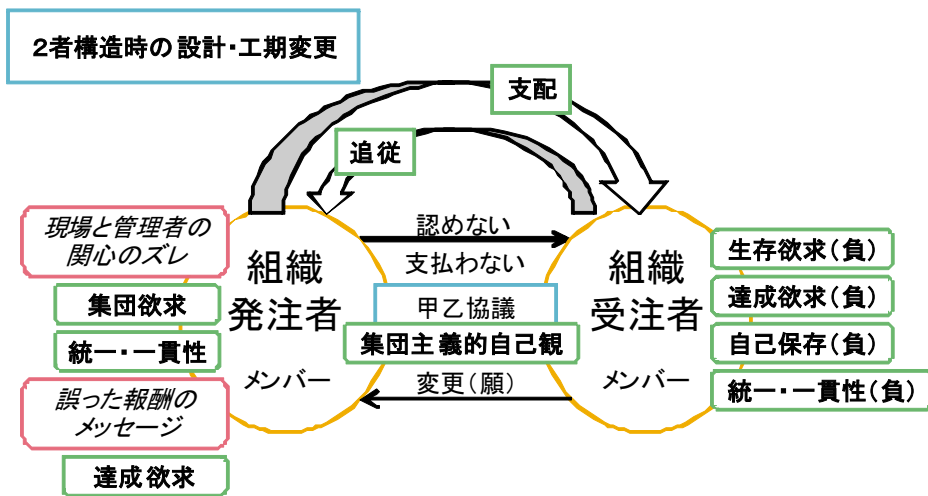 2者構造時の設計・工期変更
支配
追従
現場と管理者の
関心のズレ
集団欲求
統一・一貫性
誤った報酬の
メッセージ
達成欲求
組織
発注者
メンバー
認めない
支払わない
甲乙協議
集団主義的自己観
変更(願)
組織
受注者
メンバー
生存欲求(負)
達成欲求(負)
自己保存(負)
統一・一貫性(負)